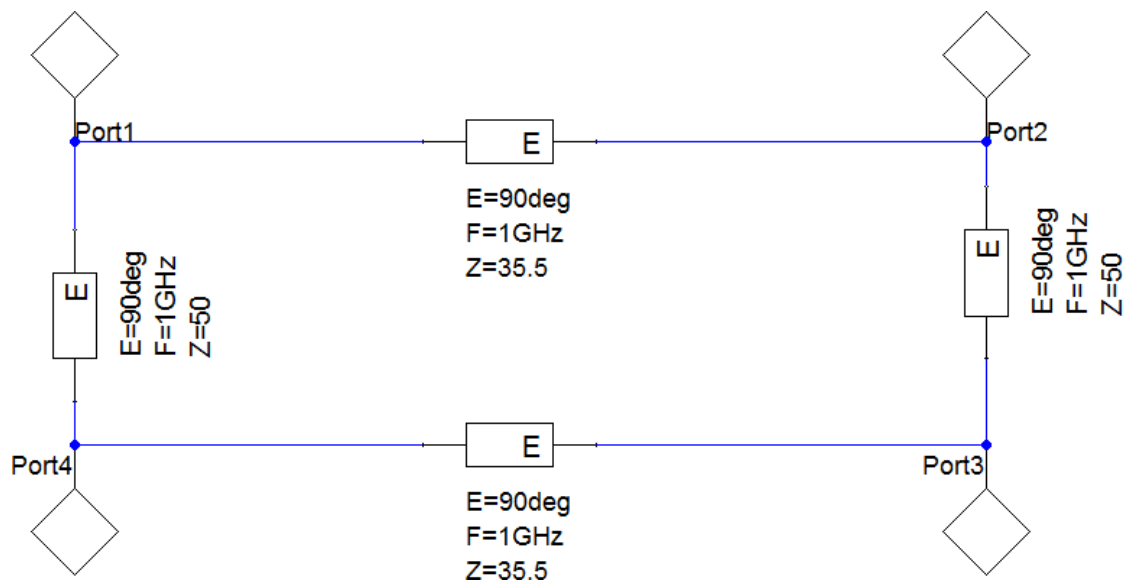 Port1
Port2
E
E=90deg
F=1GHz
Z=35.5
E
E=90deg
F=1GHz
Z=50
E
E=90deg
F=1GHz
Z=50
Port4
E
Port3
E=90deg
F=1GHz
Z=35.5